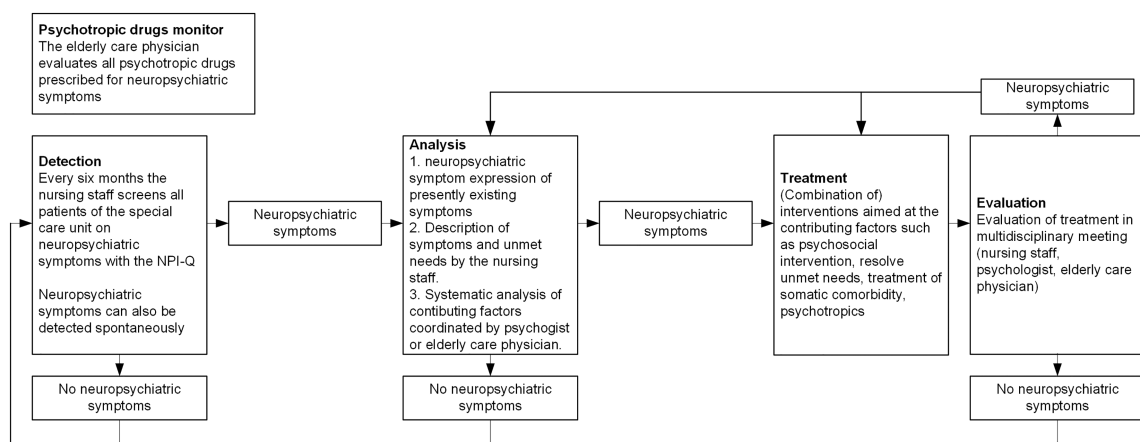 Psychotropic drugs monitor
The elderly care physician
evaluates all psychotropic drugs
prescribed for neuropsychiatric
symptoms
Neuropsychiatric
symptoms
Detection
Every six months the
nursing staff screens all
patients of the special
care unit on
neuropsychiatric
symptoms with the NPI-Q
Neuropsychiatric
symptoms can also be
detected spontaneously
Neuropsychiatric
symptoms
Analysis
1. neuropsychiatric
symptom expression of
presently existing
symptoms
2. Description of
symptoms and unmet
needs by the nursing
staff.
3. Systematic analysis of
contibuting factors
coordinated by psychogist
or elderly care physician.
Neuropsychiatric
symptoms
Treatment
(Combination of)
interventions aimed at the
contributing factors such
as psychosocial
intervention, resolve
unmet needs, treatment of
somatic comorbidity,
psychotropics
Evaluation
Evaluation of treatment in
multidisciplinary meeting
(nursing staff,
psychologist, elderly care
physician)
No neuropsychiatric
symptoms
No neuropsychiatric
symptoms
No neuropsychiatric
symptoms